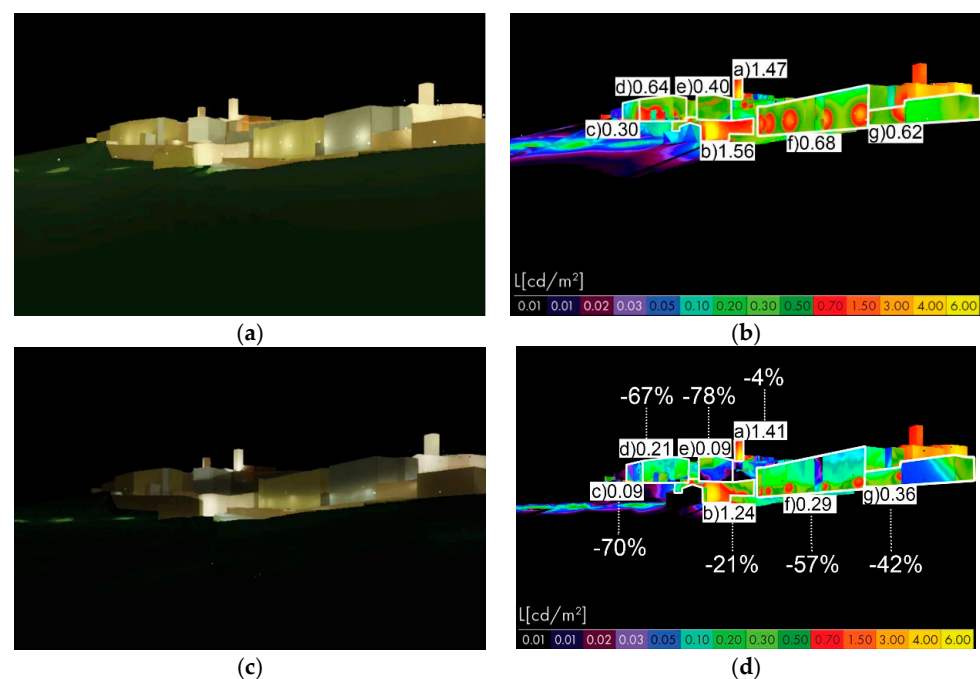 d)0.64 e)0.40 a)1.47
c)0.30
b)1.56 f)0.68 g)0.62
L[cd/m²]
0.01 0.01 0.02 0.03 0.05 0.10 0.20 0.30 0.50 0.70 1.50 3.00 4.00 6.00
(a) (b)
-67% -78% -4%
d)0.21 e)0.09 a)1.41
c)0.09 b)1.24 f)0.29 g)0.36
-70% -21% -57% -42%
L[cd/m²]
0.01 0.01 0.02 0.03 0.05 0.10 0.20 0.30 0.50 0.70 1.50 3.00 4.00 6.00
(c) (d)